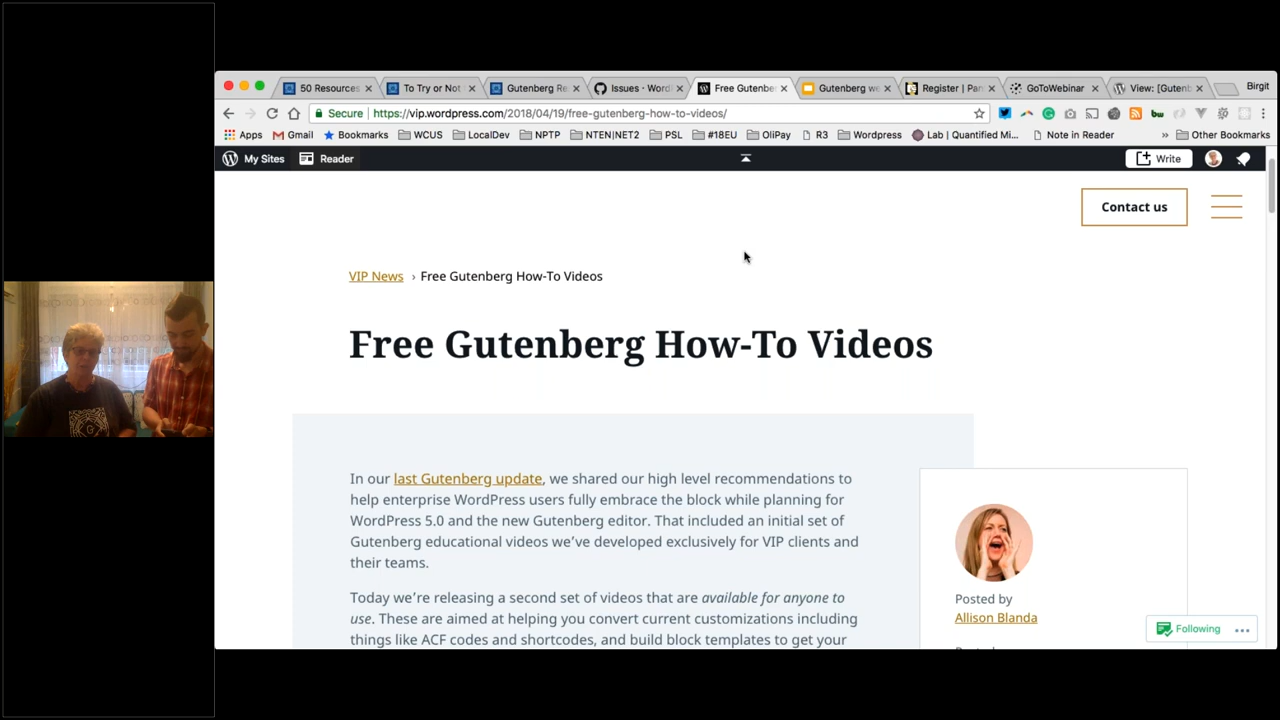 50 Resources
To Try or Not
Gutenberg Re
Issues · Word
Free Gutenbe
Gutenberg we
Register | Par
GoToWebinar
View: [Gutenb
Birgit
Secure | https://vip.wordpress.com/2018/04/19/free-gutenberg-how-to-videos/
Apps Gmail Bookmarks WCUS LocalDev NPTP NTEN|NET2 PSL #18EU OliPay R3 Wordpress Lab | Quantified Mi... Note in Reader » Other Bookmarks
My Sites Reader Write
Contact us
VIP News › Free Gutenberg How-To Videos
Free Gutenberg How-To Videos
In our last Gutenberg update, we shared our high level recommendations to
help enterprise WordPress users fully embrace the block while planning for
WordPress 5.0 and the new Gutenberg editor. That included an initial set of
Gutenberg educational videos we've developed exclusively for VIP clients and
their teams.
Today we're releasing a second set of videos that are available for anyone to
use. These are aimed at helping you convert current customizations including
things like ACF codes and shortcodes, and build block templates to get your
Posted by
Allison Blanda
Following